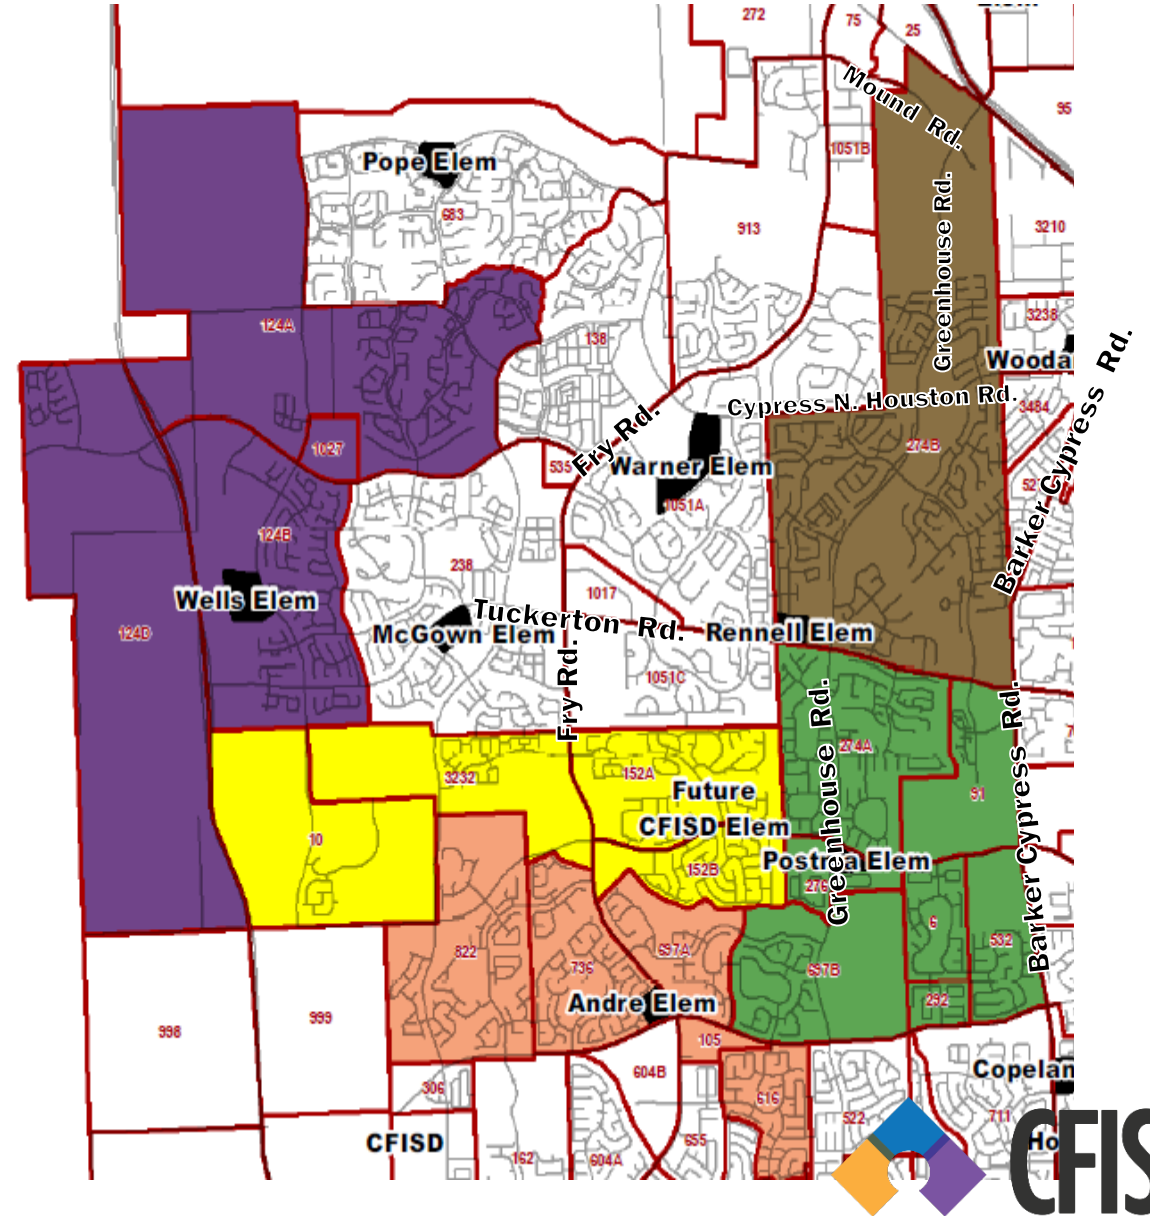 272
75
25
Mound Rd.
95
1051B
Pope Elem
683
Greenhouse Rd.
3210
913
124A
138
3238
Wooda
Barker Cypress Rd.
Cypress N. Houston Rd.
3484
Fry Rd.
1027
274B
535
Warner Elem
52
1051A
124B
238
1017
Wells Elem
Tuckerton Rd.
124D
McGown Elem
Rennell Elem
Fry Rd.
1051C
Greenhouse Rd.
Barker Cypress Rd.
274A
3232
152A
Future
CFISD Elem
91
10
Postma Elem
152B
276
6
532
822
736
697A
697B
Andre Elem
292
998
999
105
604B
Copelan
306
616
522
711
CFISD
655
162
604A
Ho
CFIS